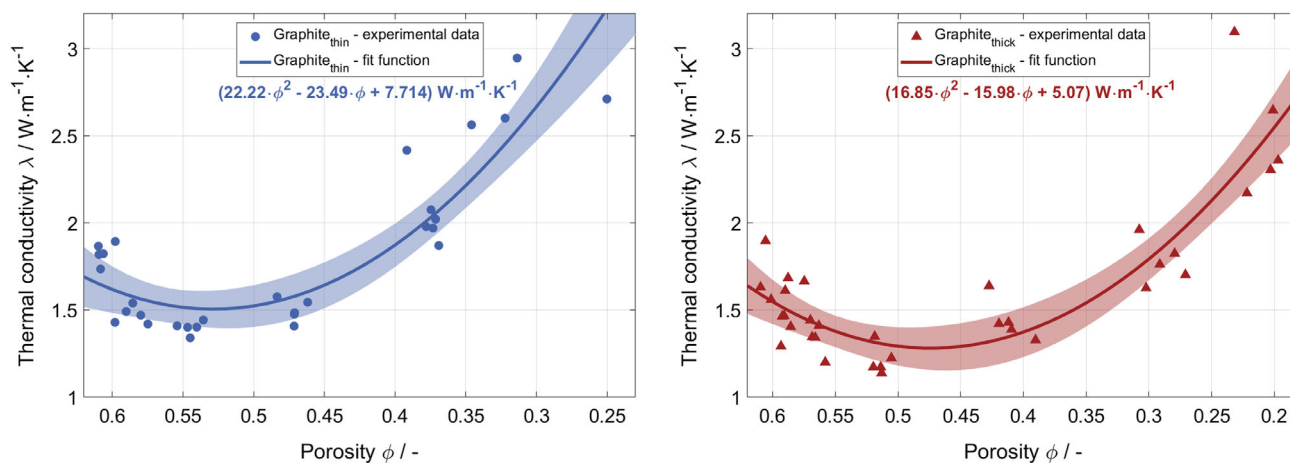 3
2.5
2
1.5
1
Thermal conductivity λ / W·m⁻¹·K⁻¹
Graphite_thin - experimental data
Graphite_thin - fit function
(22.22·ϕ² - 23.49·ϕ + 7.714) W·m⁻¹·K⁻¹
0.6 0.55 0.5 0.45 0.4 0.35 0.3 0.25
Porosity ϕ / -
3
2.5
2
1.5
1
Thermal conductivity λ / W·m⁻¹·K⁻¹
Graphite_thick - experimental data
Graphite_thick - fit function
(16.85·ϕ² - 15.98·ϕ + 5.07) W·m⁻¹·K⁻¹
0.6 0.55 0.5 0.45 0.4 0.35 0.3 0.25 0.2
Porosity ϕ / -